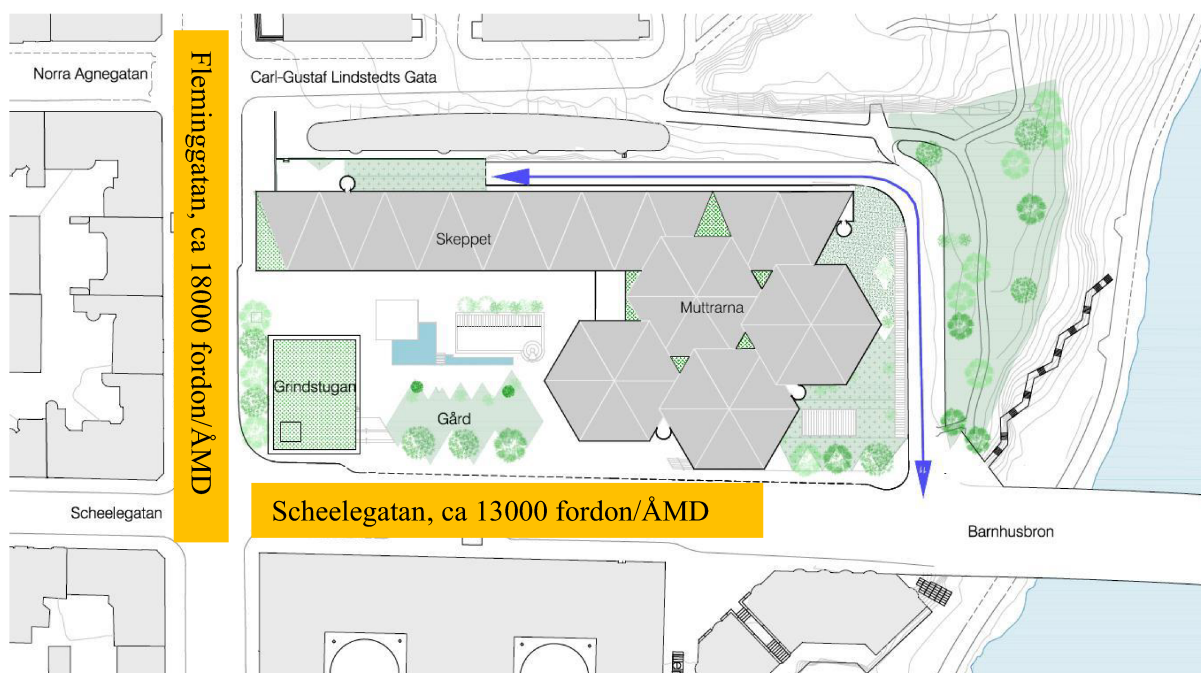 Norra Agnegatan
Carl-Gustaf Lindstedts Gata
Fleminggatan, ca 18000 fordon/ÅMD
Skeppet
Muttrarna
Grindstugan
Gård
Scheelegatan
Scheelegatan, ca 13000 fordon/ÅMD
Barnhusbron